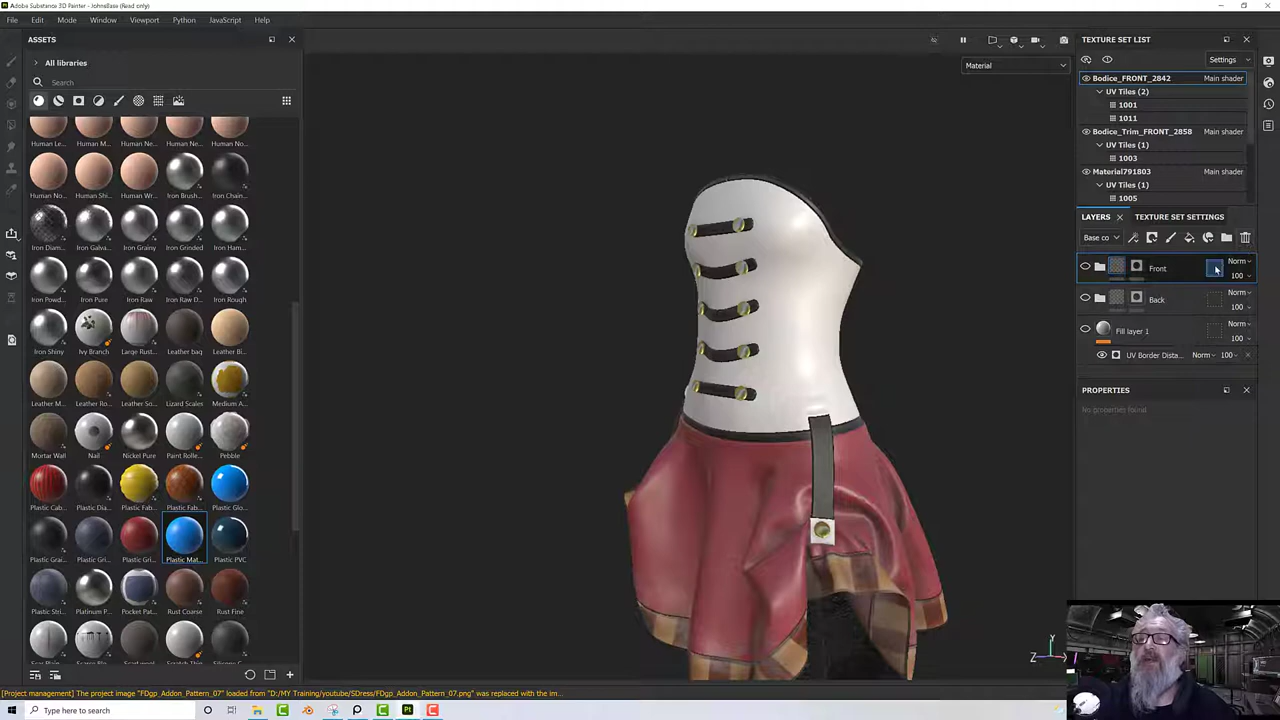 Adobe Substance 3D Painter - JohnsBase (Read only)
File Edit Mode Window Viewport Python JavaScript Help
ASSETS
All libraries
Search
Human Le... Human M... Human Ne... Human Ne... Human No...
Human No... Human Shi... Human Wr... Iron Brush... Iron Chain...
Iron Diam... Iron Galva... Iron Grainy Iron Grinded Iron Ham...
Iron Powd... Iron Pure Iron Raw Iron Raw D... Iron Rough
Iron Shiny Ivy Branch Large Rust... Leather bag Leather Bi...
Leather M... Leather Ro... Leather So... Lizard Scales Medium A...
Mortar Wall Nail Nickel Pure Paint Rolle... Pebble
Plastic Cab... Plastic Dia... Plastic Fab... Plastic Fab... Plastic Glo...
Plastic Grai... Plastic Gri... Plastic Gri... Plastic Mat... Plastic PVC
Plastic Stri... Platinum P... Pocket Pat... Rust Coarse Rust Fine
Material
TEXTURE SET LIST
Settings
Bodice_FRONT_2842 Main shader
UV Tiles (2)
1001
1011
Bodice_Trim_FRONT_2858 Main shader
UV Tiles (1)
1003
Material791803 Main shader
UV Tiles (1)
1005
LAYERS TEXTURE SET SETTINGS
Base co
Front Norm 100
Back Norm 100
Fill layer 1 Norm 100
UV Border Dista... Norm 100
PROPERTIES
No properties found
Y
Z
[Project management] The project image "FDgp_Addon_Pattern_07" loaded from "D:/MY Training/youtube/SDress/FDgp_Addon_Pattern_07.png" was replaced with the im...
Type here to search